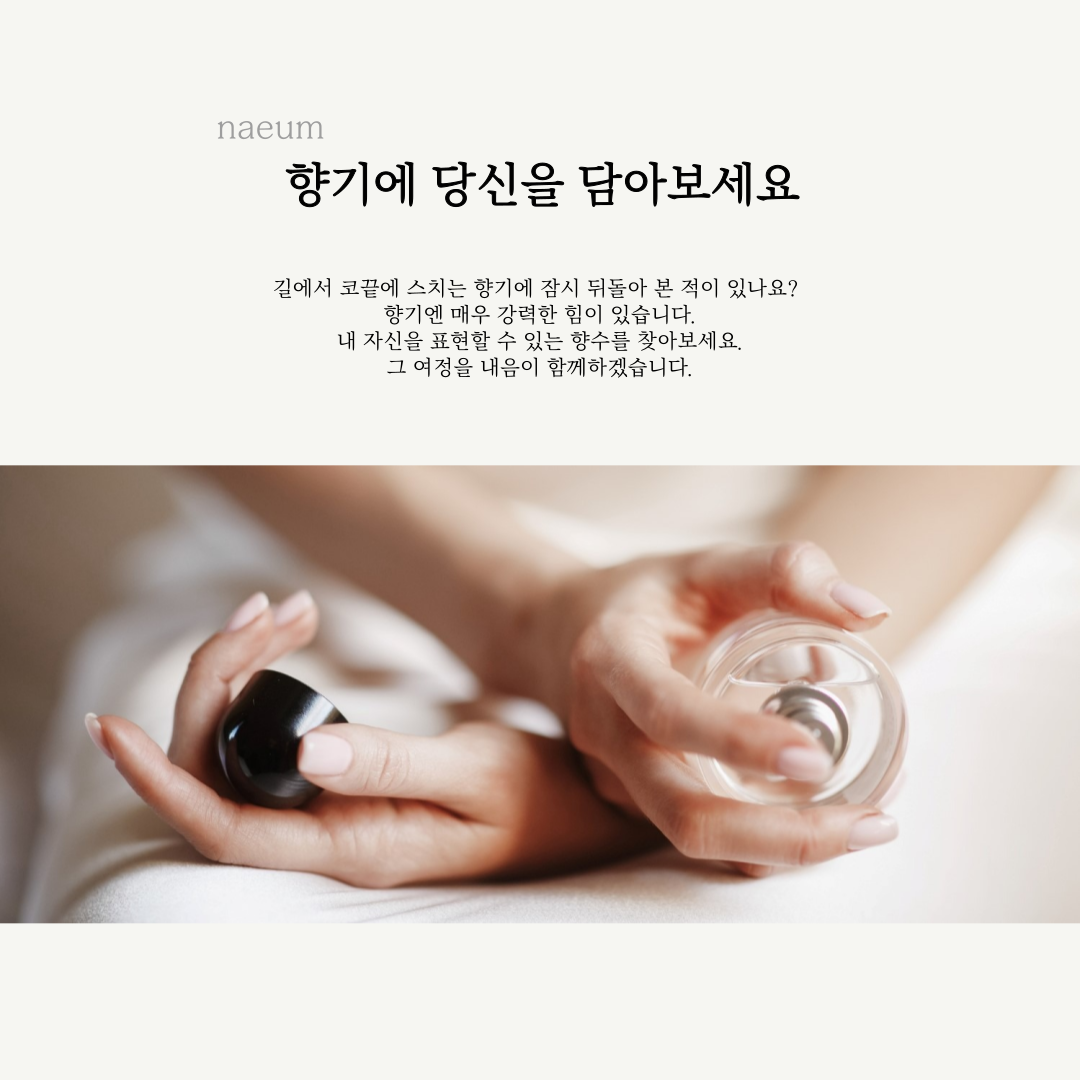 naeum
향기에 당신을 담아보세요
길에서 코끝에 스치는 향기에 잠시 뒤돌아 본 적이 있나요?
향기엔 매우 강력한 힘이 있습니다.
내 자신을 표현할 수 있는 향수를 찾아보세요.
그 여정을 내음이 함께하겠습니다.